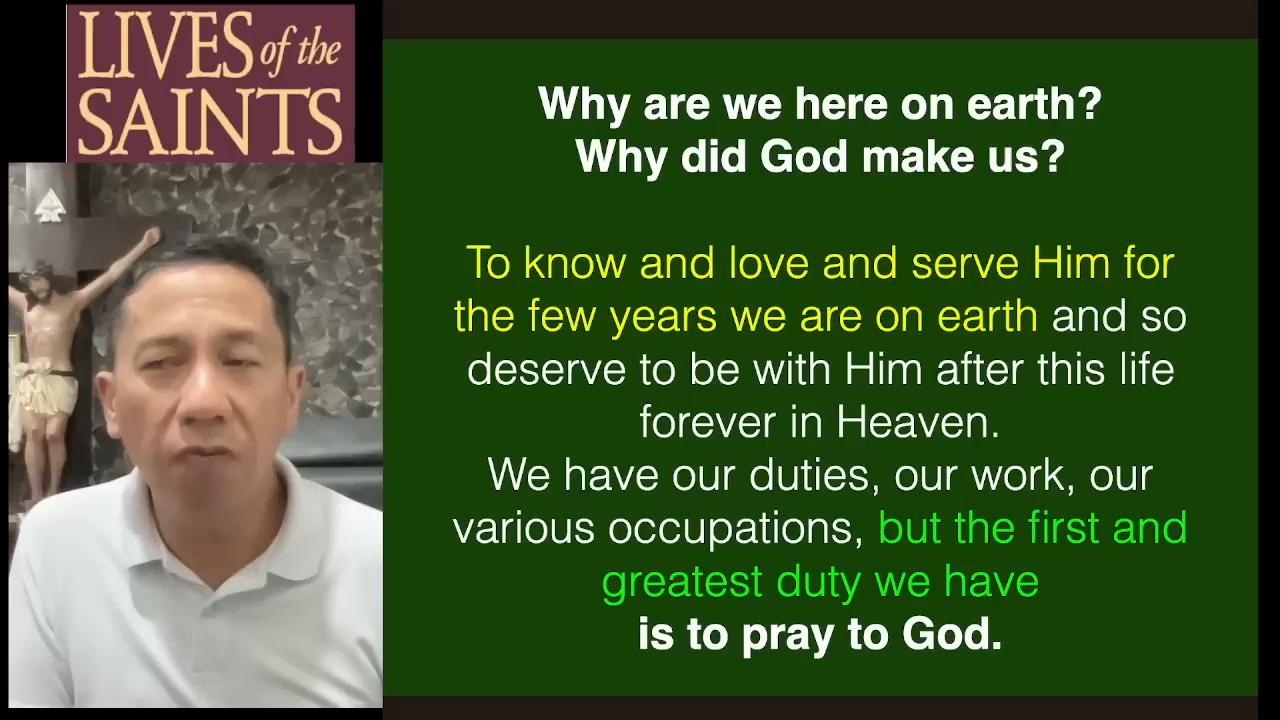 LIVES of the
SAINTS
Why are we here on earth?
Why did God make us?
To know and love and serve Him for
the few years we are on earth and so
deserve to be with Him after this life
forever in Heaven.
We have our duties, our work, our
various occupations, but the first and
greatest duty we have
is to pray to God.